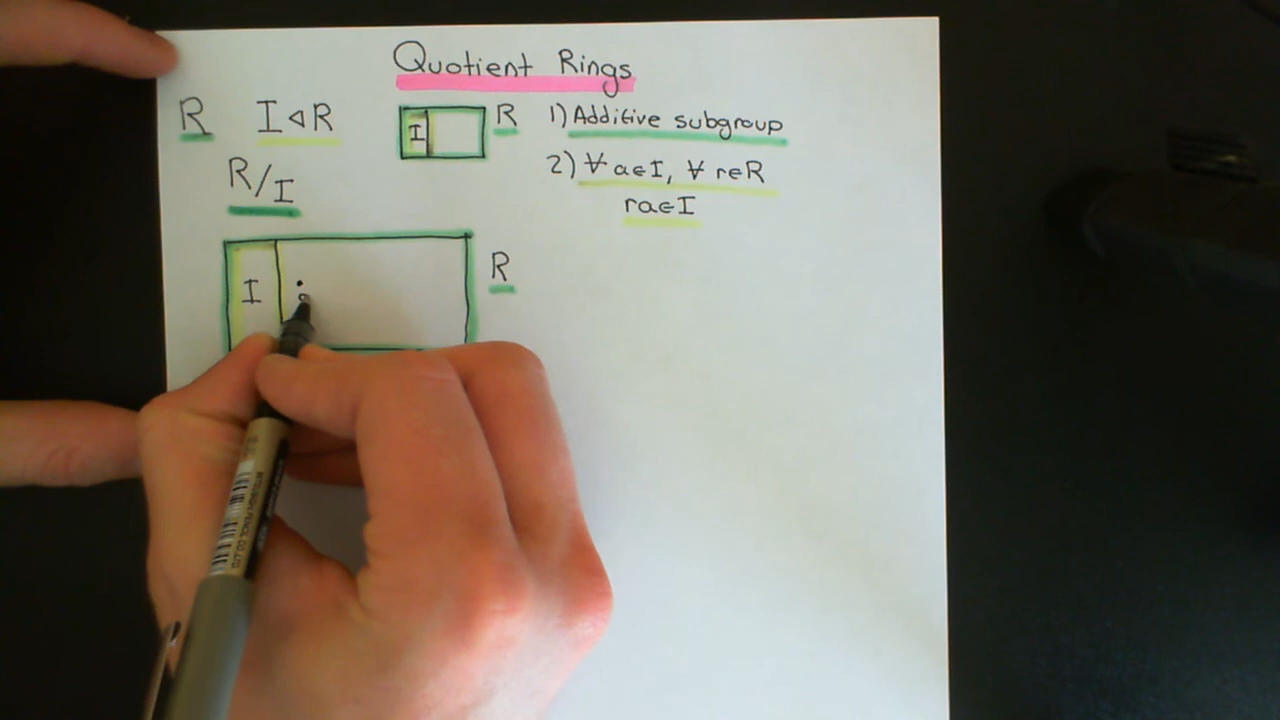 Quotient Rings
R I ⊲ R
I R
1) Additive subgroup
2) ∀ a∈I, ∀ r∈R
ra∈I
R/I
I R